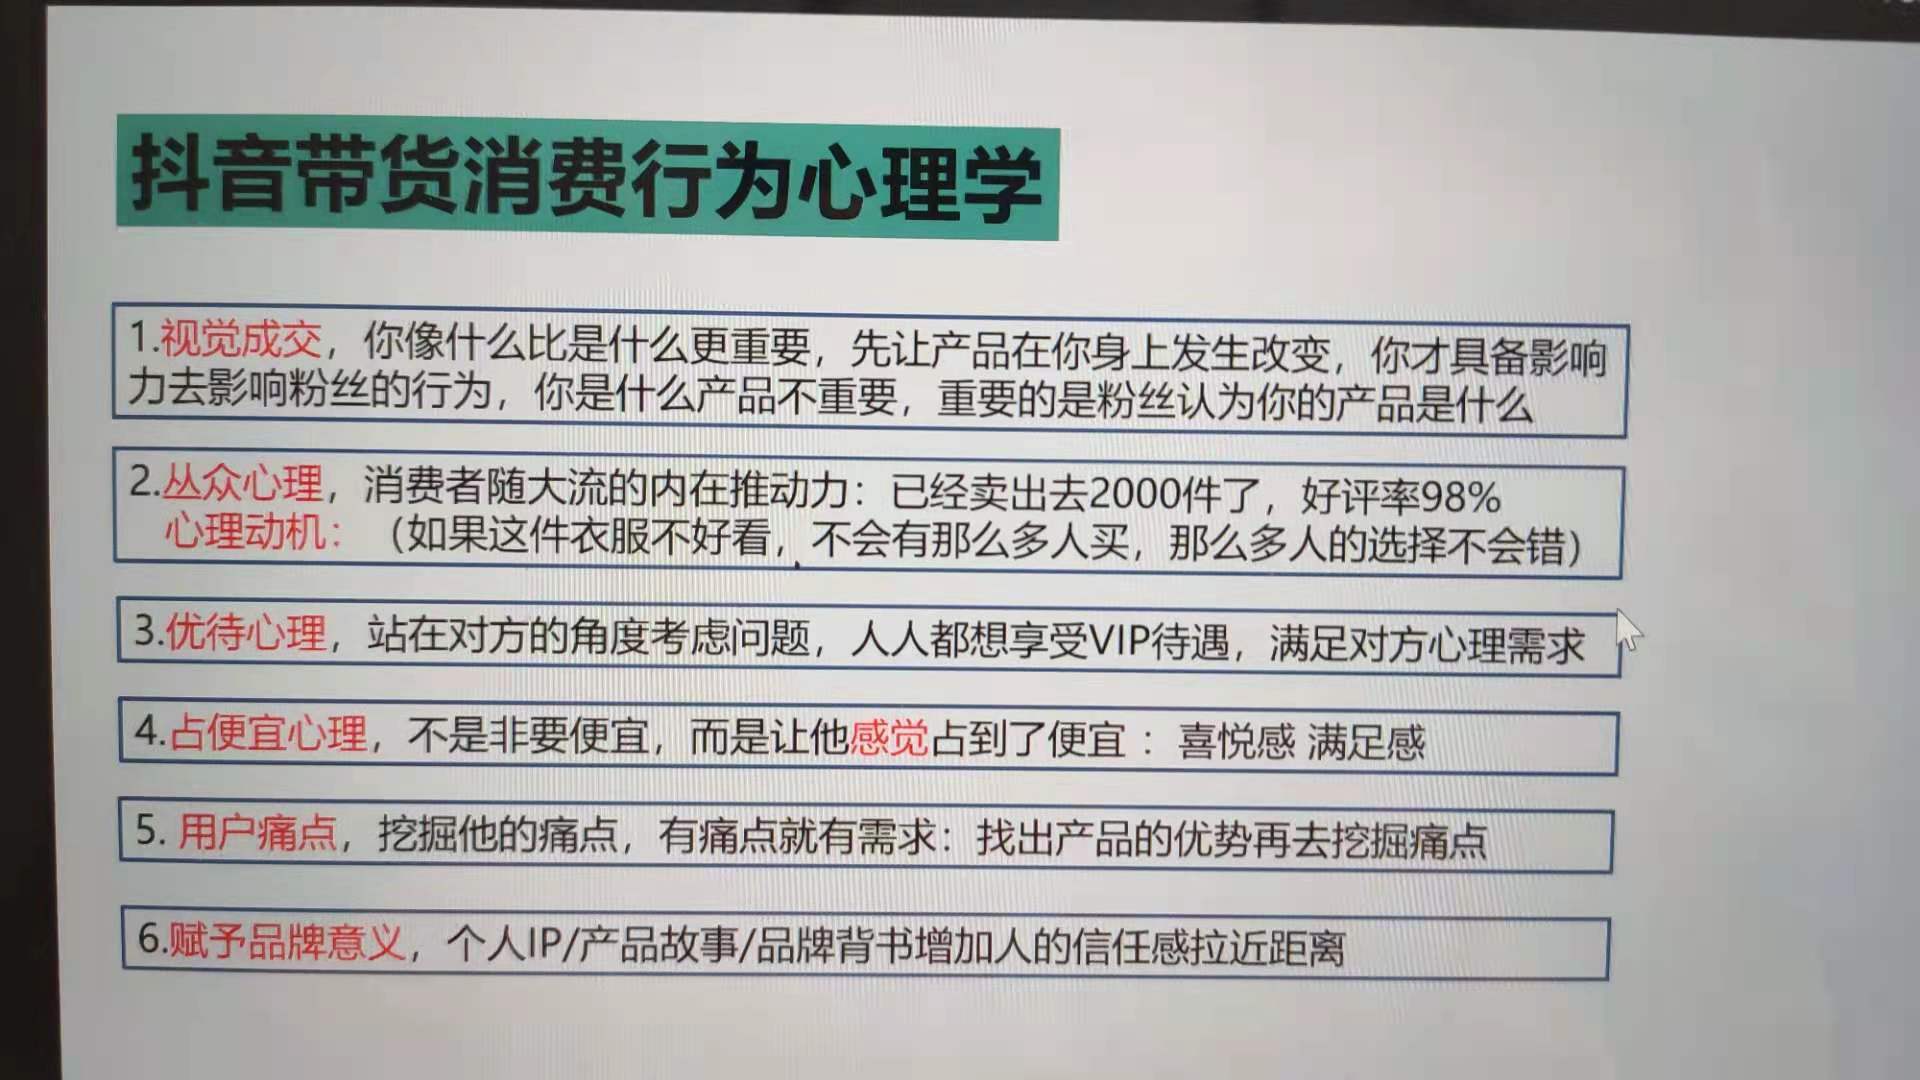 抖音带货消费行为心理学
1.视觉成交，你像什么比是什么更重要，先让产品在你身上发生改变，你才具备影响
力去影响粉丝的行为，你是什么产品不重要，重要的是粉丝认为你的产品是什么
2.丛众心理，消费者随大流的内在推动力：已经卖出去2000件了，好评率98%
心理动机：（如果这件衣服不好看，不会有那么多人买，那么多人的选择不会错）
3.优待心理，站在对方的角度考虑问题，人人都想享受VIP待遇，满足对方心理需求
4.占便宜心理，不是非要便宜，而是让他感觉占到了便宜 ：喜悦感 满足感
5. 用户痛点，挖掘他的痛点，有痛点就有需求：找出产品的优势再去挖掘痛点
6.赋予品牌意义，个人IP/产品故事/品牌背书增加人的信任感拉近距离